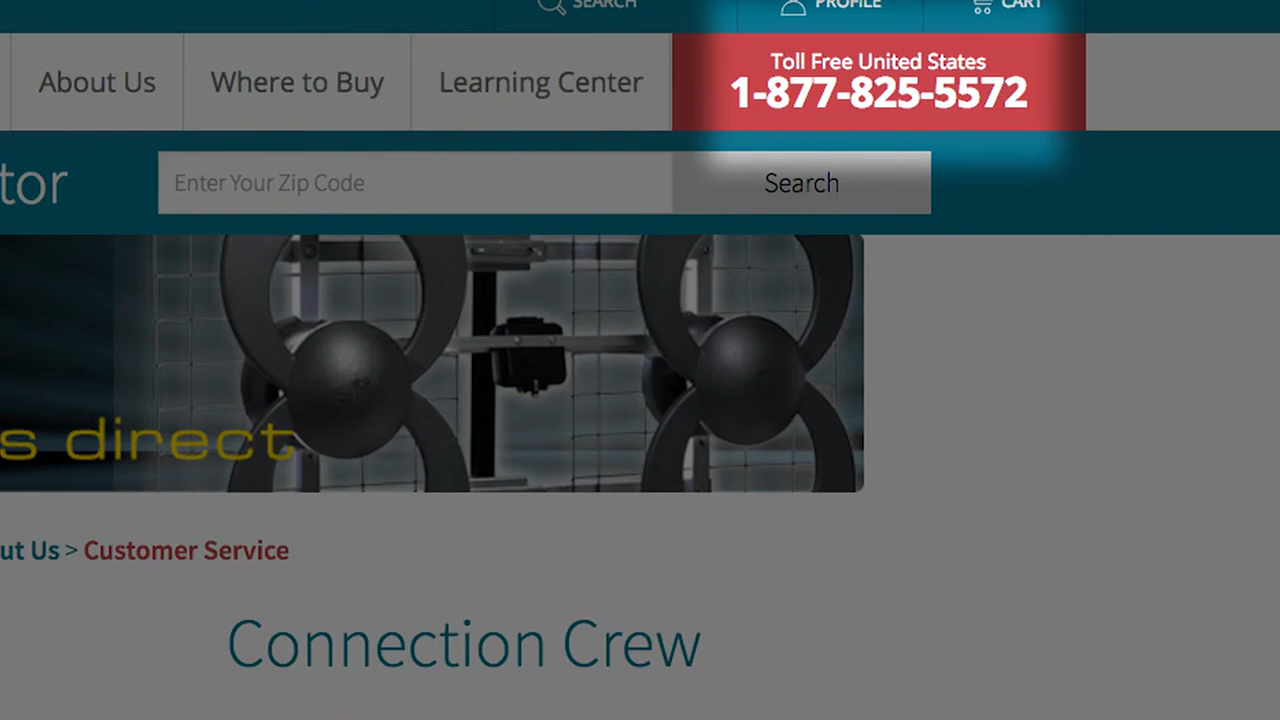 SEARCH
PROFILE
CART
About Us
Where to Buy
Learning Center
Toll Free United States
1-877-825-5572
tor
Enter Your Zip Code
Search
s direct
ut Us > Customer Service
Connection Crew